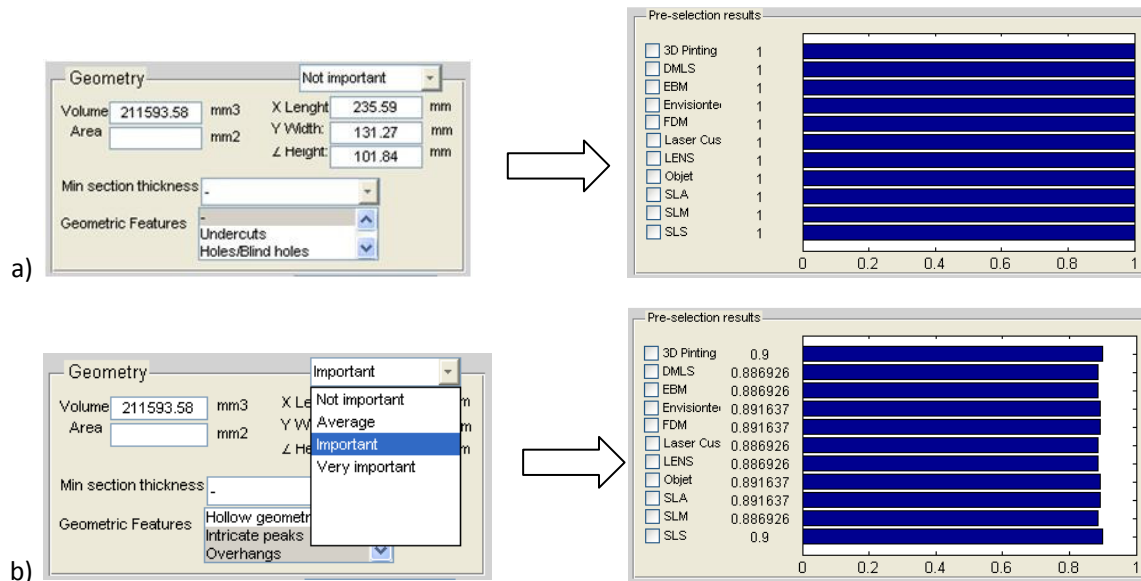 Geometry
Not important
Volume 211593.58 mm3 X Lenght 235.59 mm
Area mm2 Y Width: 131.27 mm
∠ Height: 101.84 mm
Min section thickness -
Geometric Features -
Undercuts
Holes/Blind holes
a)
Pre-selection results
3D Pinting 1
DMLS 1
EBM 1
Envisionte 1
FDM 1
Laser Cus 1
LENS 1
Objet 1
SLA 1
SLM 1
SLS 1
0 0.2 0.4 0.6 0.8 1
Geometry
Important
Not important
Average
Important
Very important
Volume 211593.58 mm3 X Le m
Area mm2 Y W m
∠ He m
Min section thickness -
Geometric Features Hollow geometr
Intricate peaks
Overhangs
b)
Pre-selection results
3D Pinting 0.9
DMLS 0.886926
EBM 0.886926
Envisionte 0.891637
FDM 0.891637
Laser Cus 0.886926
LENS 0.886926
Objet 0.891637
SLA 0.891637
SLM 0.886926
SLS 0.9
0 0.2 0.4 0.6 0.8 1